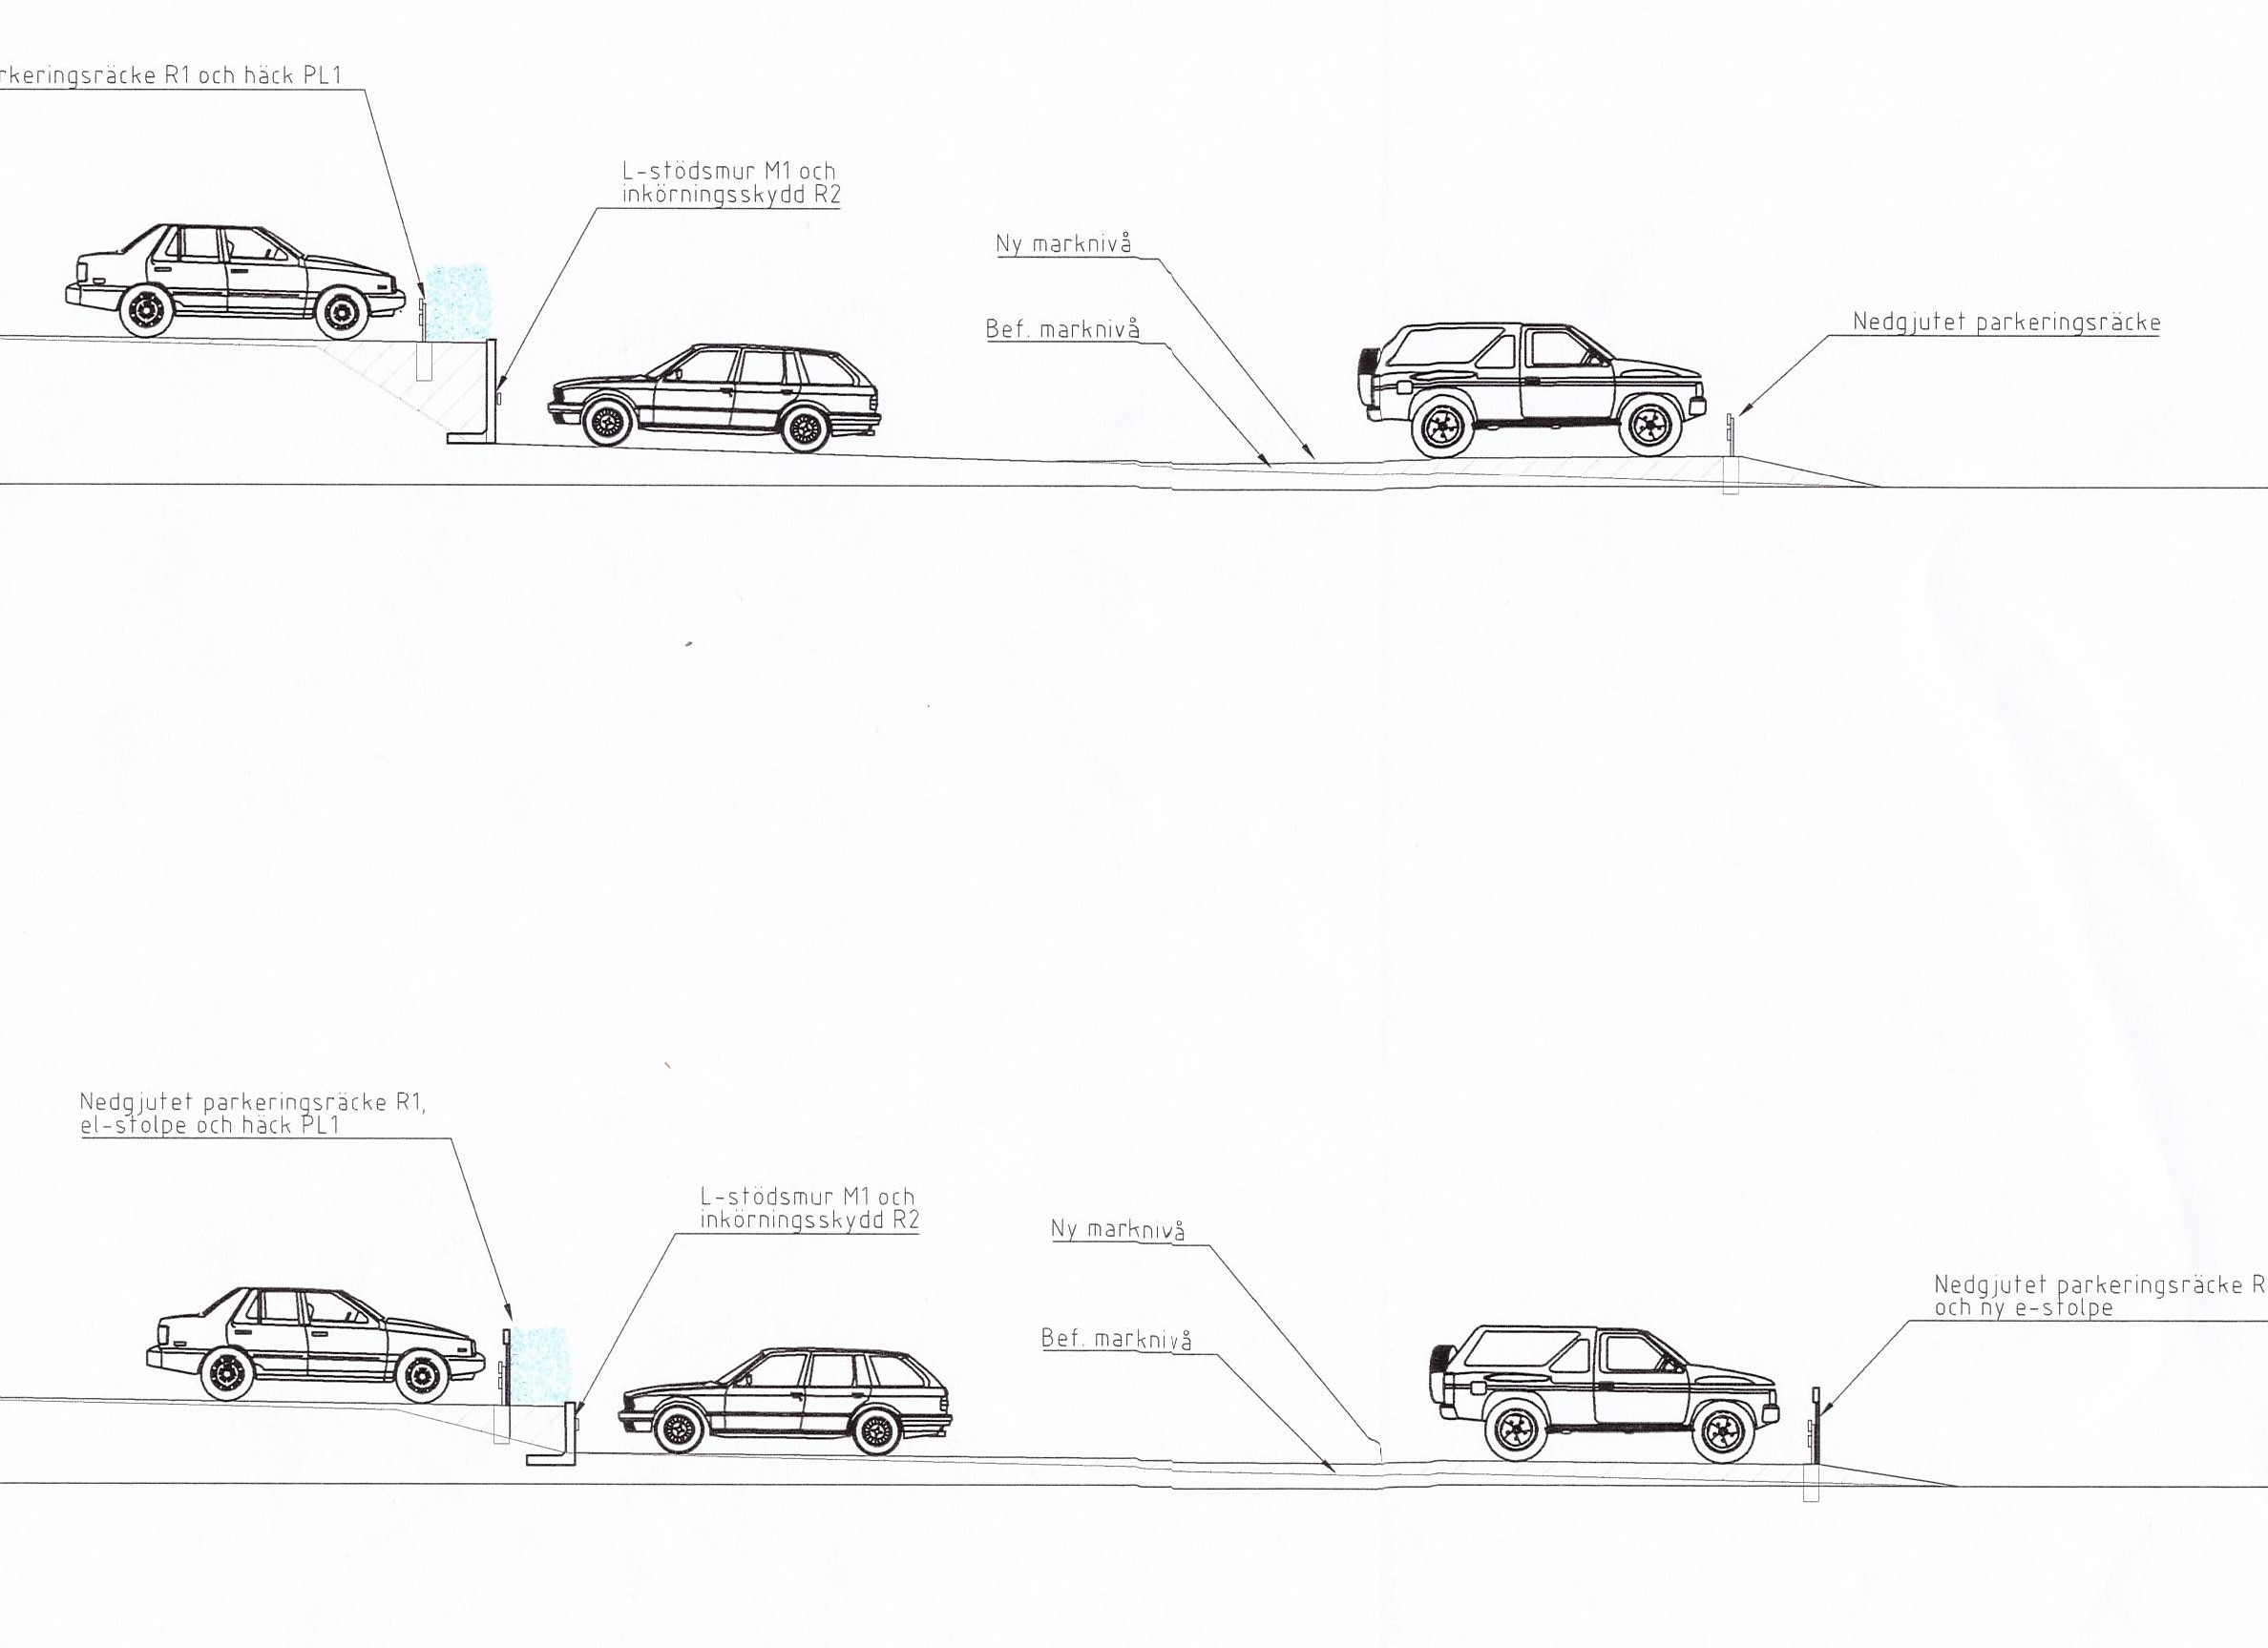 rkeringsräcke R1 och häck PL1
L-stödsmur M1 och
inkörningsskydd R2
Ny marknivå
Bef. marknivå
Nedgjutet parkeringsräcke
Nedgjutet parkeringsräcke R1,
el-stolpe och häck PL1
L-stödsmur M1 och
inkörningsskydd R2
Ny marknivå
Bef. marknivå
Nedgjutet parkeringsräcke R
och ny e-stolpe